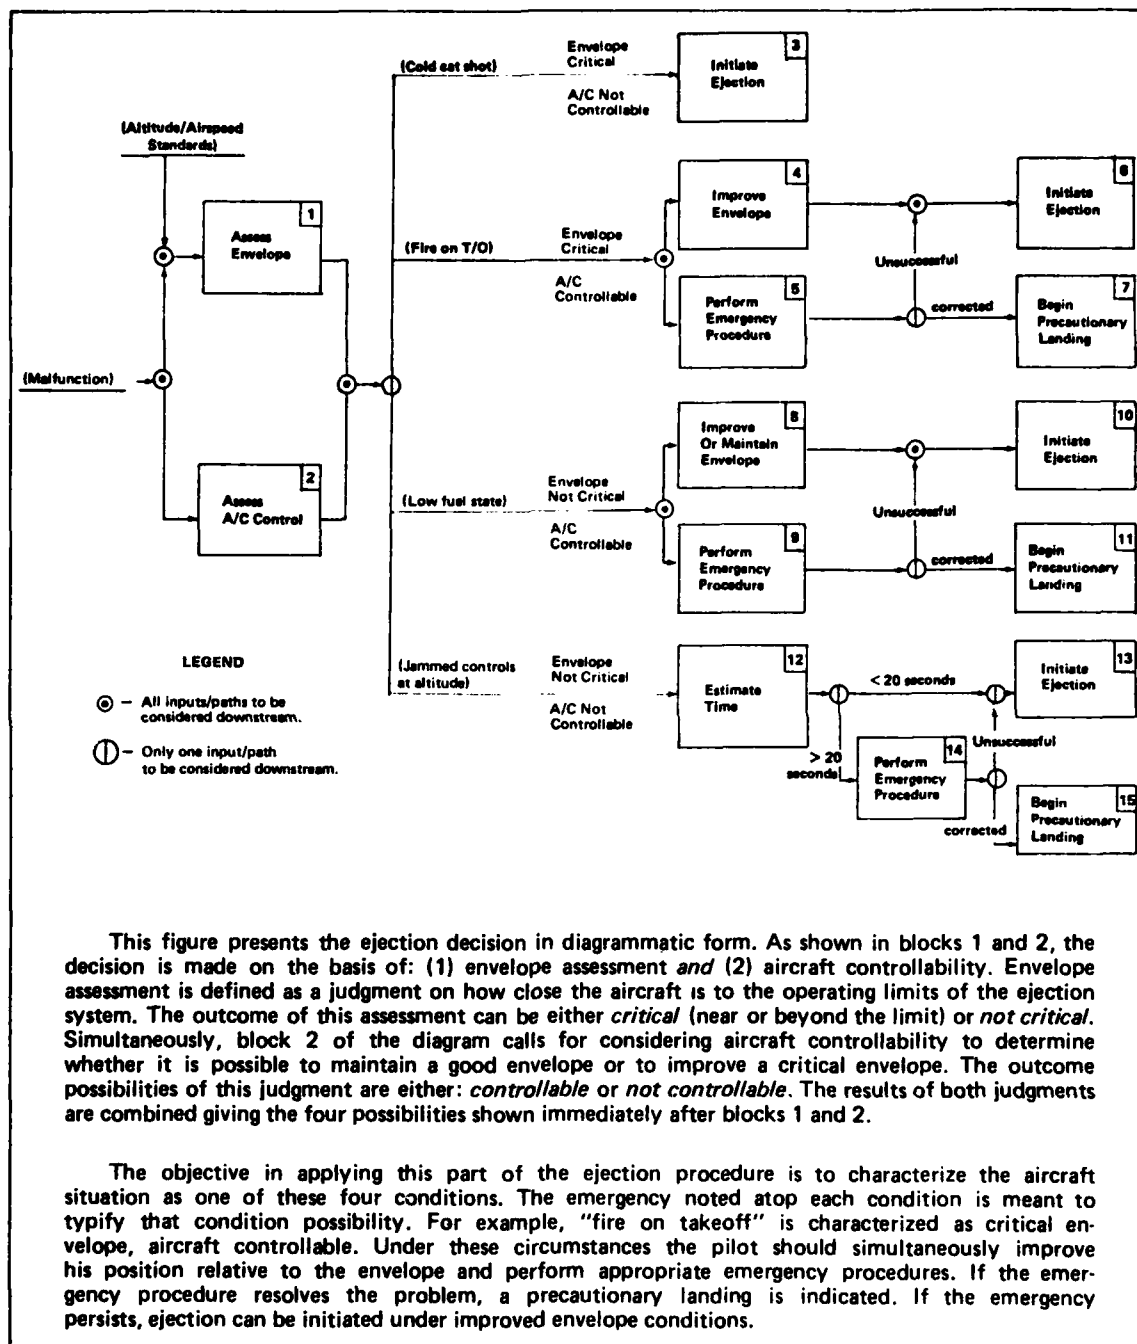 (Cold cat shot)
Envelope
Critical
A/C Not
Controllable
3
Initiate
Ejection
(Altitude/Airspeed
Standards)
1
Assess
Envelope
(Malfunction)
2
Assess
A/C Control
(Fire on T/O)
Envelope
Critical
A/C
Controllable
4
Improve
Envelope
5
Perform
Emergency
Procedure
Unsuccessful
corrected
6
Initiate
Ejection
7
Begin
Precautionary
Landing
(Low fuel state)
Envelope
Not Critical
A/C
Controllable
8
Improve
Or Maintain
Envelope
9
Perform
Emergency
Procedure
Unsuccessful
corrected
10
Initiate
Ejection
11
Begin
Precautionary
Landing
(Jammed controls
at altitude)
Envelope
Not Critical
A/C Not
Controllable
12
Estimate
Time
< 20 seconds
> 20
seconds
13
Initiate
Ejection
14
Perform
Emergency
Procedure
Unsuccessful
corrected
15
Begin
Precautionary
Landing
LEGEND
– All inputs/paths to be
considered downstream.
– Only one input/path
to be considered downstream.
This figure presents the ejection decision in diagrammatic form. As shown in blocks 1 and 2, the
decision is made on the basis of: (1) envelope assessment and (2) aircraft controllability. Envelope
assessment is defined as a judgment on how close the aircraft is to the operating limits of the ejection
system. The outcome of this assessment can be either critical (near or beyond the limit) or not critical.
Simultaneously, block 2 of the diagram calls for considering aircraft controllability to determine
whether it is possible to maintain a good envelope or to improve a critical envelope. The outcome
possibilities of this judgment are either: controllable or not controllable. The results of both judgments
are combined giving the four possibilities shown immediately after blocks 1 and 2.
The objective in applying this part of the ejection procedure is to characterize the aircraft
situation as one of these four conditions. The emergency noted atop each condition is meant to
typify that condition possibility. For example, "fire on takeoff" is characterized as critical en-
velope, aircraft controllable. Under these circumstances the pilot should simultaneously improve
his position relative to the envelope and perform appropriate emergency procedures. If the emer-
gency procedure resolves the problem, a precautionary landing is indicated. If the emergency
persists, ejection can be initiated under improved envelope conditions.